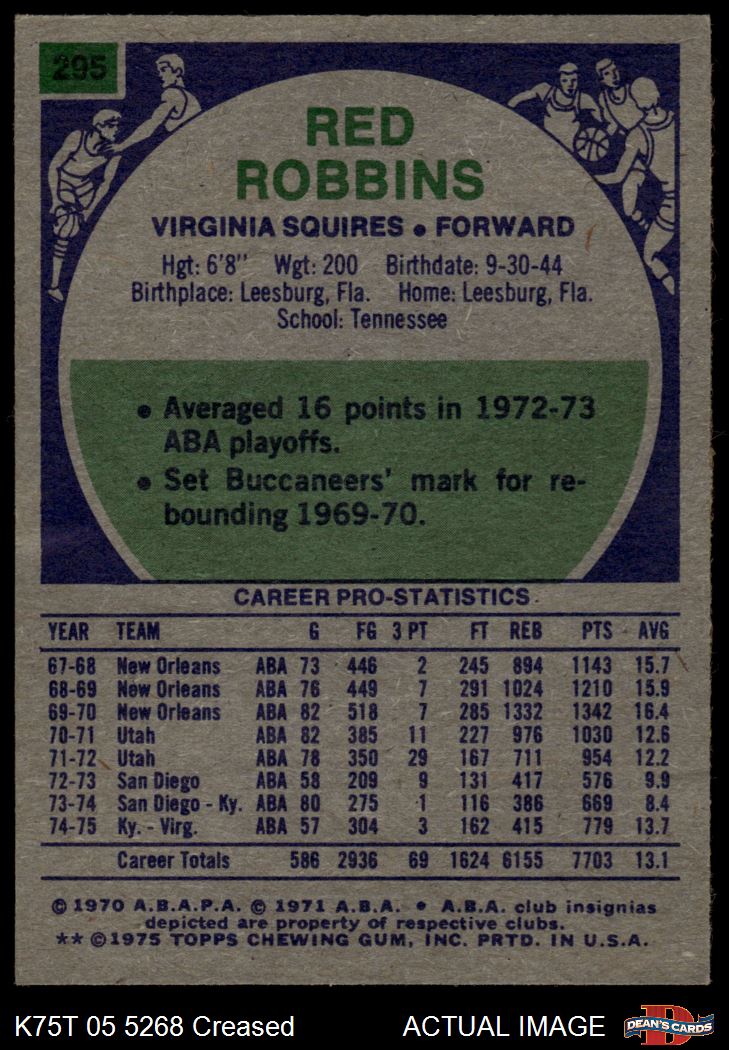 295
RED
ROBBINS
VIRGINIA SQUIRES • FORWARD
Hgt: 6'8" Wgt: 200 Birthdate: 9-30-44
Birthplace: Leesburg, Fla. Home: Leesburg, Fla.
School: Tennessee
• Averaged 16 points in 1972-73
ABA playoffs.
• Set Buccaneers' mark for re-
bounding 1969-70.
CAREER PRO-STATISTICS
YEAR TEAM G FG 3 PT FT REB PTS AVG
67-68 New Orleans ABA 73 446 2 245 894 1143 15.7
68-69 New Orleans ABA 76 449 7 291 1024 1210 15.9
69-70 New Orleans ABA 82 518 7 285 1332 1342 16.4
70-71 Utah ABA 82 385 11 227 976 1030 12.6
71-72 Utah ABA 78 350 29 167 711 954 12.2
72-73 San Diego ABA 58 209 9 131 417 576 9.9
73-74 San Diego - Ky. ABA 80 275 1 116 386 669 8.4
74-75 Ky. - Virg. ABA 57 304 3 162 415 779 13.7
Career Totals 586 2936 69 1624 6155 7703 13.1
© 1970 A.B.A.P.A. © 1971 A.B.A. • A.B.A. club insignias
depicted are property of respective clubs.
** © 1975 TOPPS CHEWING GUM, INC. PRTD. IN U.S.A.
K75T 05 5268 Creased ACTUAL IMAGE
D
DEAN'S CARDS